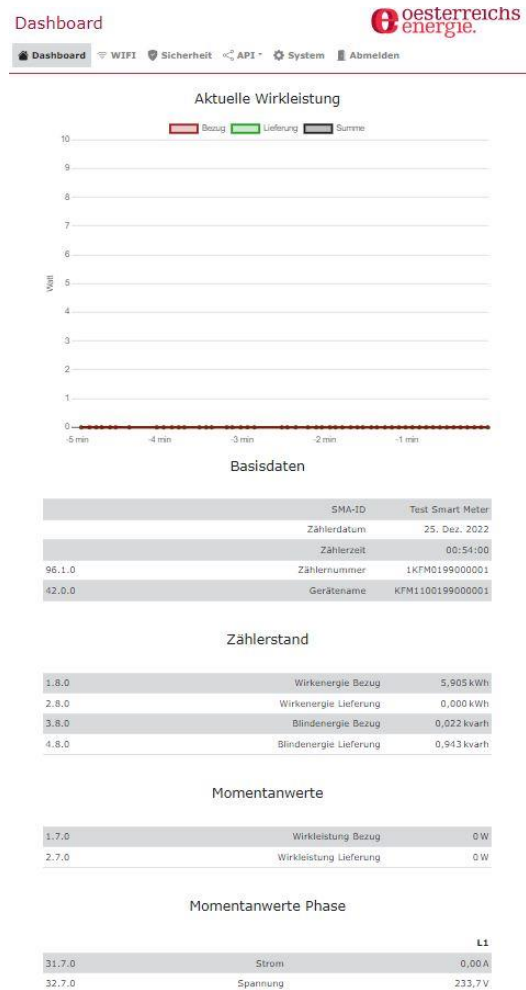 Dashboard
oesterreichs
energie.
Dashboard WIFI Sicherheit API System Abmelden
Aktuelle Wirkleistung
Bezug Lieferung Summe
10
9
8
7
6
5
4
3
2
1
0
Watt
-5 min -4 min -3 min -2 min -1 min
Basisdaten
SMA-ID Test Smart Meter
Zählerdatum 25. Dez. 2022
Zählerzeit 00:54:00
96.1.0 Zählernummer 1KFM0199000001
42.0.0 Gerätename KFM1100199000001
Zählerstand
1.8.0 Wirkenergie Bezug 5,905 kWh
2.8.0 Wirkenergie Lieferung 0,000 kWh
3.8.0 Blindenergie Bezug 0,022 kvarh
4.8.0 Blindenergie Lieferung 0,943 kvarh
Momentanwerte
1.7.0 Wirkleistung Bezug 0 W
2.7.0 Wirkleistung Lieferung 0 W
Momentanwerte Phase
L1
31.7.0 Strom 0,00 A
32.7.0 Spannung 233,7 V